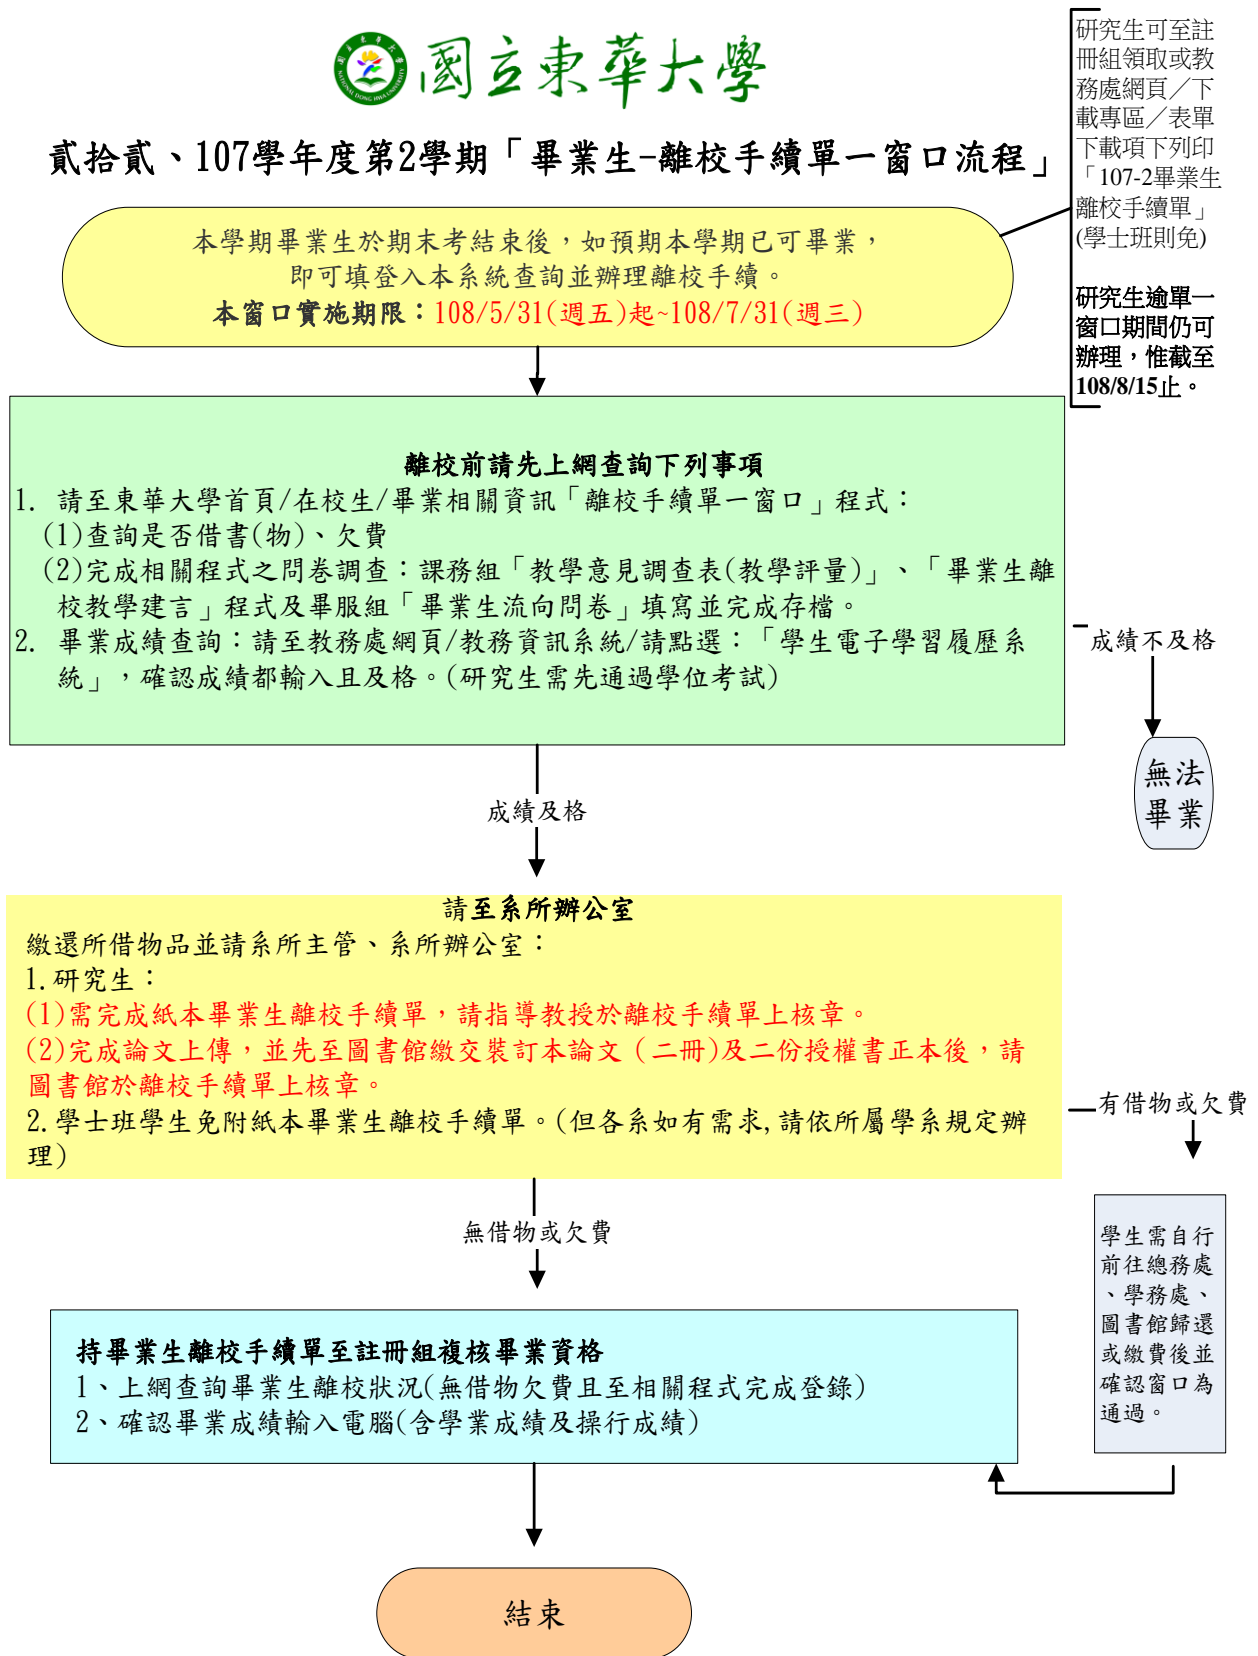 國立東華大學
貳拾貳、107學年度第2學期「畢業生-離校手續單一窗口流程」
研究生可至註
冊組領取或教
務處網頁／下
載專區／表單
下載項下列印
「107-2畢業生
離校手續單」
(學士班則免)
研究生逾單一
窗口期間仍可
辦理，惟截至
108/8/15止。
本學期畢業生於期末考結束後，如預期本學期已可畢業，
即可填登入本系統查詢並辦理離校手續。
本窗口實施期限：108/5/31(週五)起~108/7/31(週三)
離校前請先上網查詢下列事項
1. 請至東華大學首頁/在校生/畢業相關資訊「離校手續單一窗口」程式：
(1)查詢是否借書(物)、欠費
(2)完成相關程式之問卷調查：課務組「教學意見調查表(教學評量)」、「畢業生離
校教學建言」程式及畢服組「畢業生流向問卷」填寫並完成存檔。
2. 畢業成績查詢：請至教務處網頁/教務資訊系統/請點選：「學生電子學習履歷系
統」，確認成績都輸入且及格。(研究生需先通過學位考試)
成績不及格
無法
畢業
成績及格
請至系所辦公室
繳還所借物品並請系所主管、系所辦公室：
1.研究生：
(1)需完成紙本畢業生離校手續單，請指導教授於離校手續單上核章。
(2)完成論文上傳，並先至圖書館繳交裝訂本論文（二冊)及二份授權書正本後，請
圖書館於離校手續單上核章。
2.學士班學生免附紙本畢業生離校手續單。(但各系如有需求,請依所屬學系規定辦
理)
有借物或欠費
無借物或欠費
學生需自行
前往總務處
、學務處、
圖書館歸還
或繳費後並
確認窗口為
通過。
持畢業生離校手續單至註冊組複核畢業資格
1、上網查詢畢業生離校狀況(無借物欠費且至相關程式完成登錄)
2、確認畢業成績輸入電腦(含學業成績及操行成績)
結束